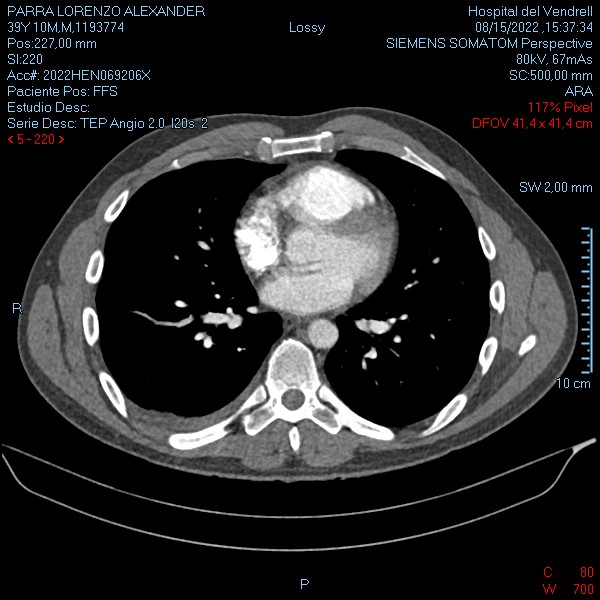 PARRA LORENZO ALEXANDER
39Y 10M,M,1193774
Pos:227,00 mm
SI:220
Acc#: 2022HEN069206X
Paciente Pos: FFS
Estudio Desc:
Serie Desc: TEP Angio 2.0 I20s 2
< 5 - 220 >
Lossy
Hospital del Vendrell
08/15/2022 ,15:37:34
SIEMENS SOMATOM Perspective
80kV, 67mAs
SC:500,00 mm
ARA
117% Pixel
DFOV 41,4 x 41,4 cm
SW 2,00 mm
R
10 cm
P
C 80
W 700